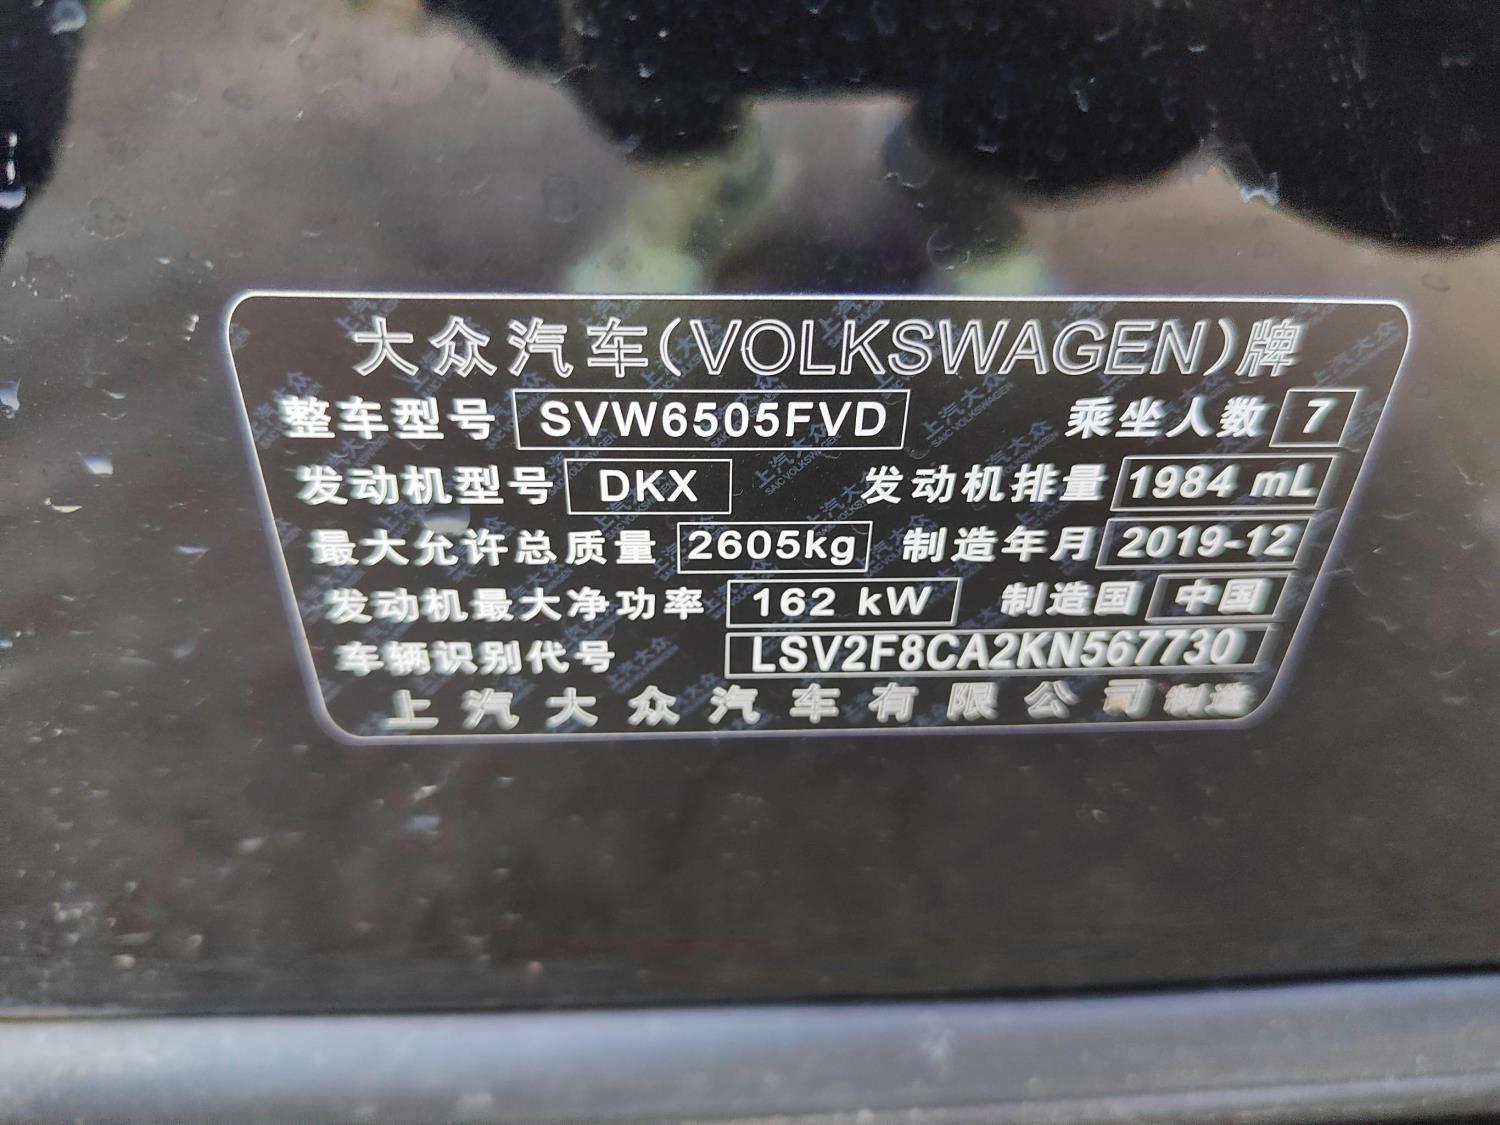 大众汽车(VOLKSWAGEN)牌
整车型号 SVW6505FVD 乘坐人数 7
发动机型号 DKX 发动机排量 1984 mL
最大允许总质量 2605kg 制造年月 2019-12
发动机最大净功率 162 kW 制造国 中国
车辆识别代号 LSV2F8CA2KN567730
上汽大众汽车有限公司制造